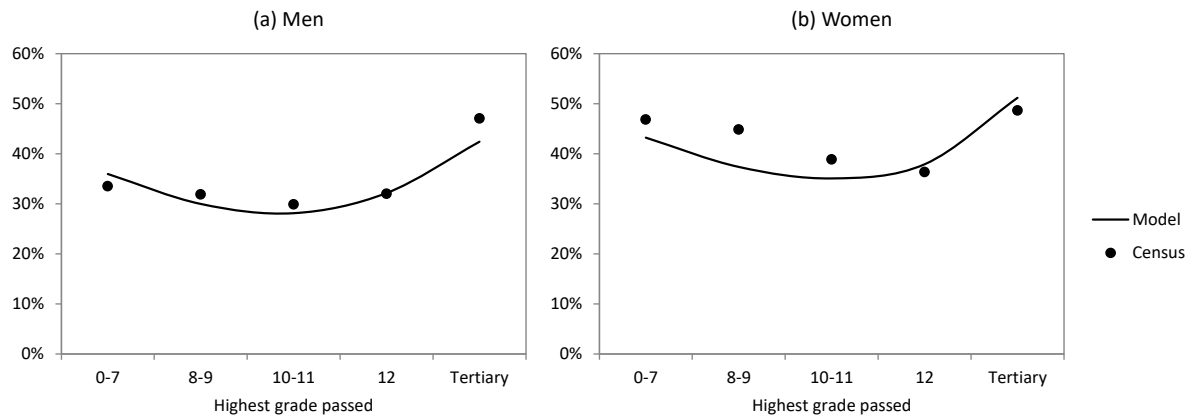 (a) Men
60%
50%
40%
30%
20%
10%
0%
0-7 8-9 10-11 12 Tertiary
Highest grade passed
(b) Women
60%
50%
40%
30%
20%
10%
0%
0-7 8-9 10-11 12 Tertiary
Highest grade passed
Model
Census